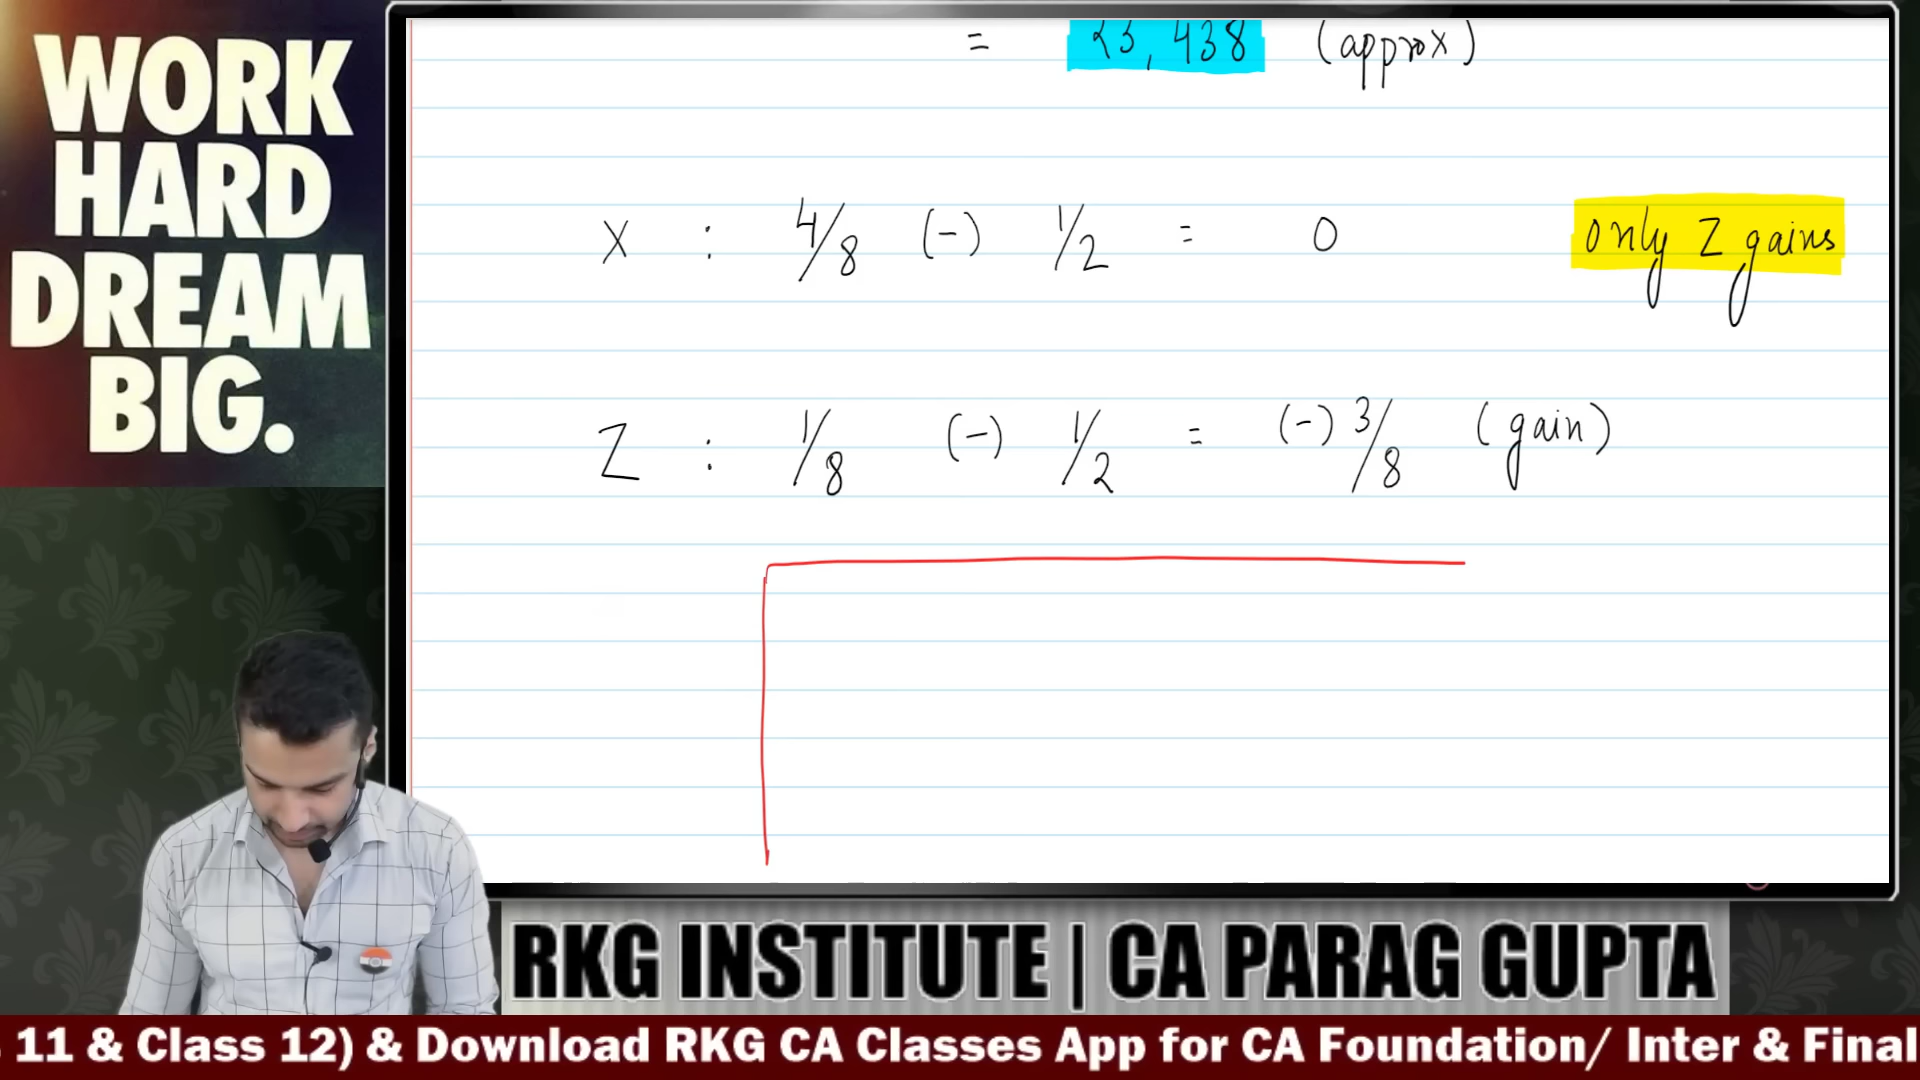 WORK
HARD
DREAM
BIG.
= 23,438 (approx)
X : 4/8 (-) 1/2 = 0 only Z gains
Z : 1/8 (-) 1/2 = (-) 3/8 (gain)
RKG INSTITUTE | CA PARAG GUPTA
11 & Class 12) & Download RKG CA Classes App for CA Foundation/ Inter & Final